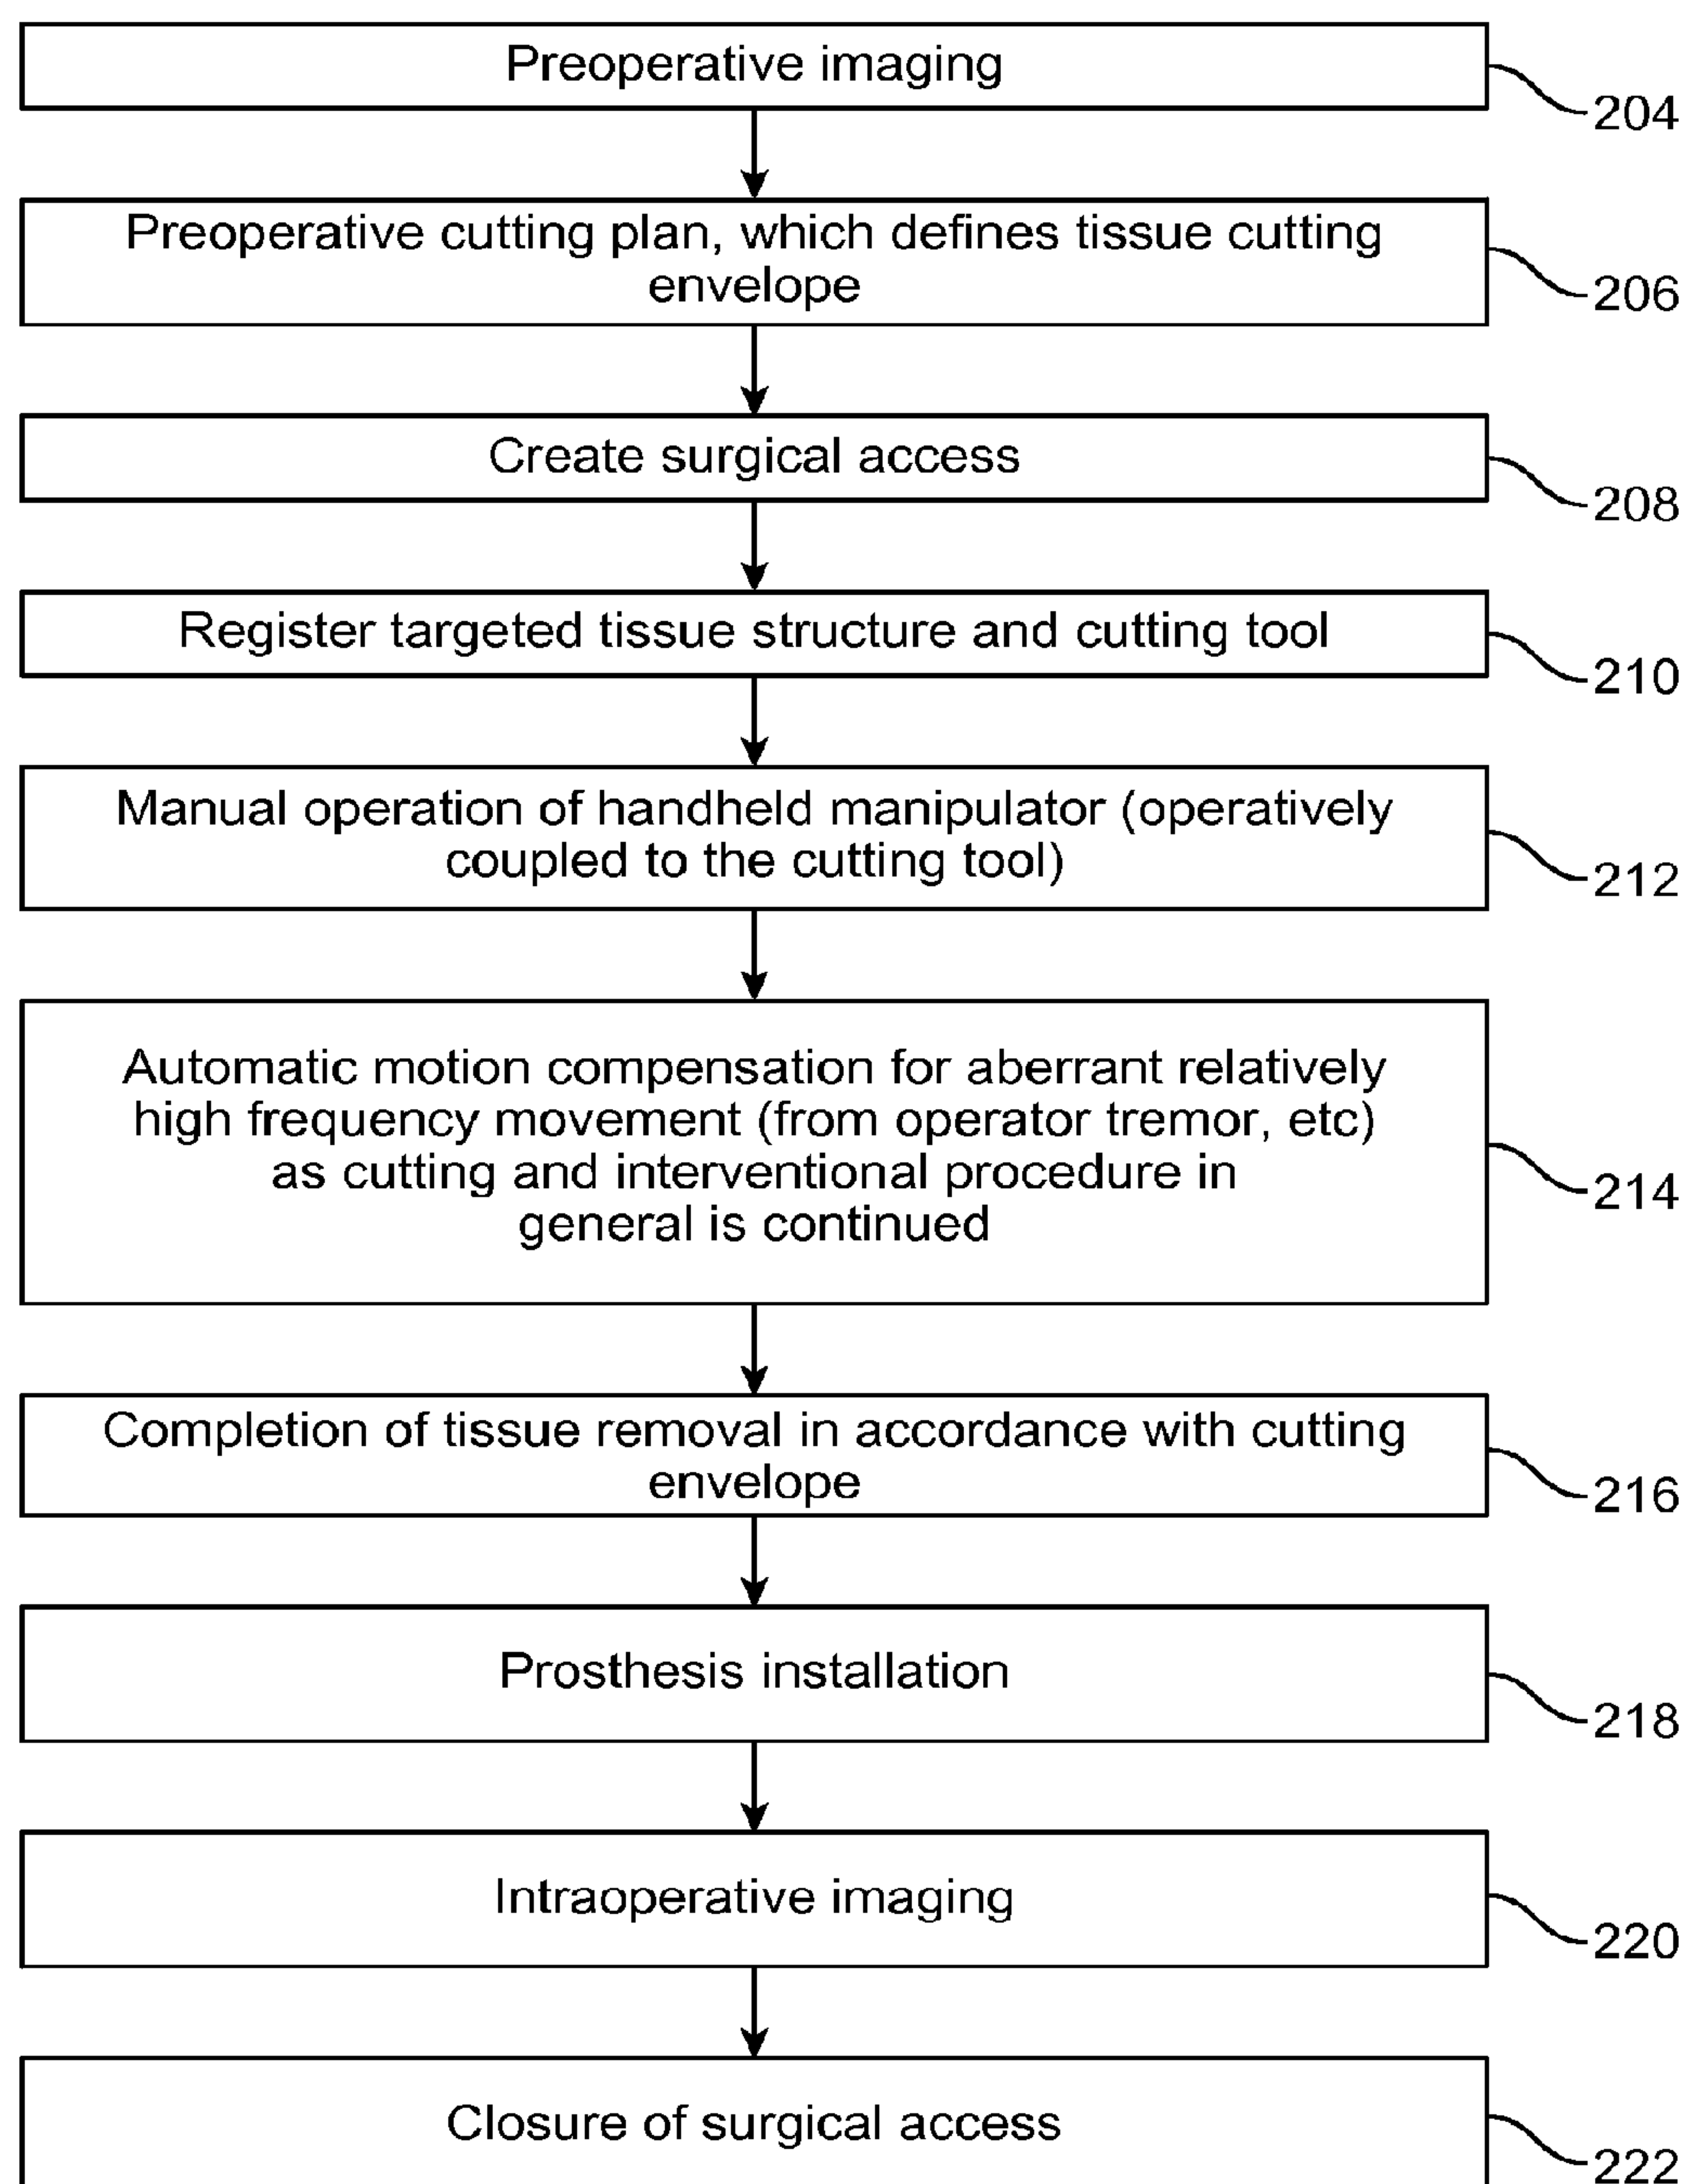 Preoperative imaging
204
Preoperative cutting plan, which defines tissue cutting
envelope
206
Create surgical access
208
Register targeted tissue structure and cutting tool
210
Manual operation of handheld manipulator (operatively
coupled to the cutting tool)
212
Automatic motion compensation for aberrant relatively
high frequency movement (from operator tremor, etc)
as cutting and interventional procedure in
general is continued
214
Completion of tissue removal in accordance with cutting
envelope
216
Prosthesis installation
218
Intraoperative imaging
220
Closure of surgical access
222